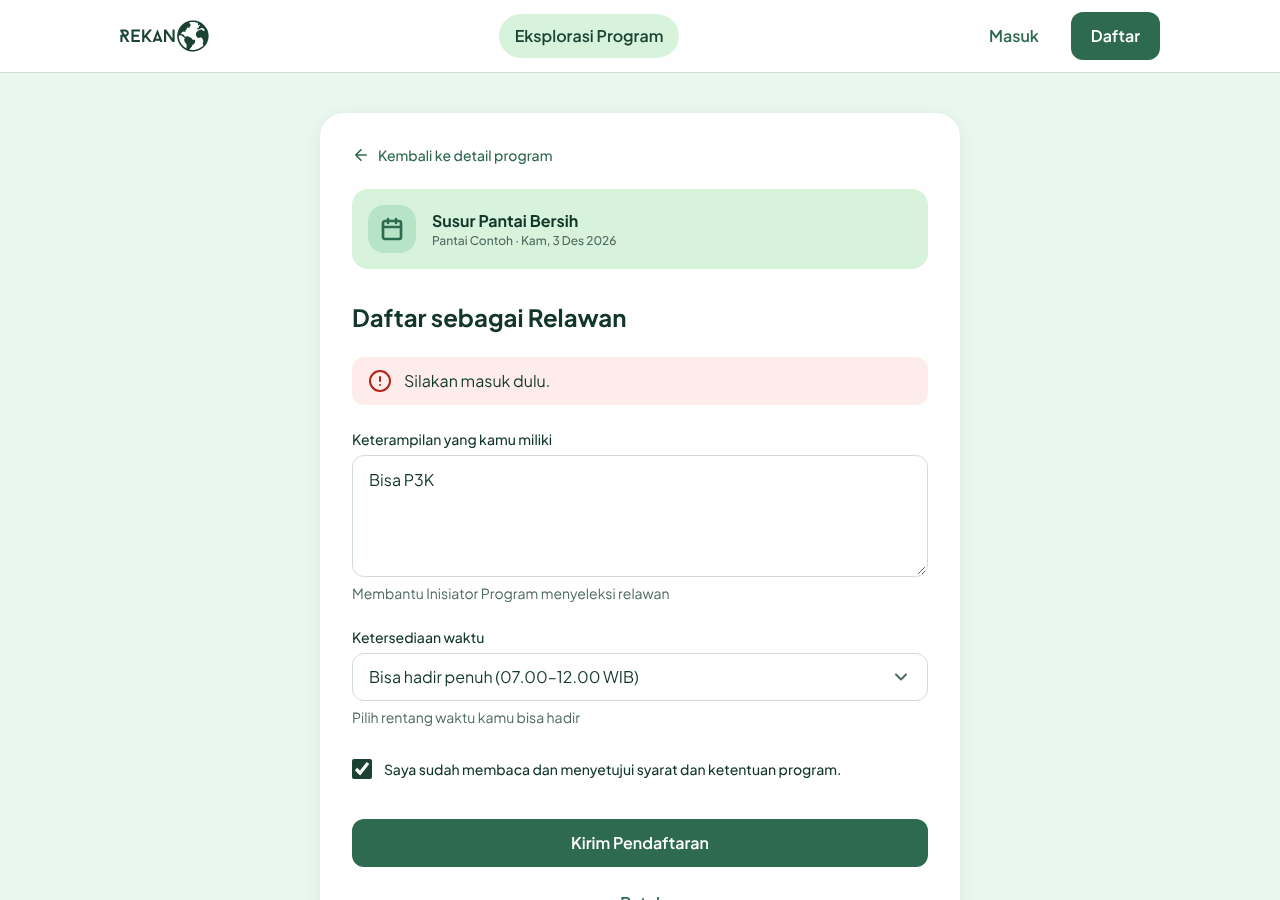 REKAN
Eksplorasi Program
Masuk
Daftar
Kembali ke detail program
Susur Pantai Bersih
Pantai Contoh · Kam, 3 Des 2026
Daftar sebagai Relawan
Silakan masuk dulu.
Keterampilan yang kamu miliki
Bisa P3K
Membantu Inisiator Program menyeleksi relawan
Ketersediaan waktu
Bisa hadir penuh (07.00–12.00 WIB)
Pilih rentang waktu kamu bisa hadir
Saya sudah membaca dan menyetujui syarat dan ketentuan program.
Kirim Pendaftaran